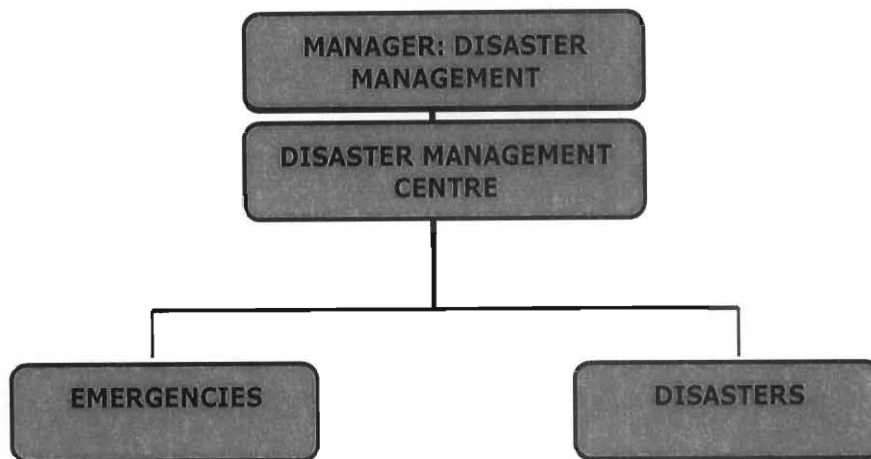 MANAGER: DISASTER
MANAGEMENT
DISASTER MANAGEMENT
CENTRE
EMERGENCIES
DISASTERS